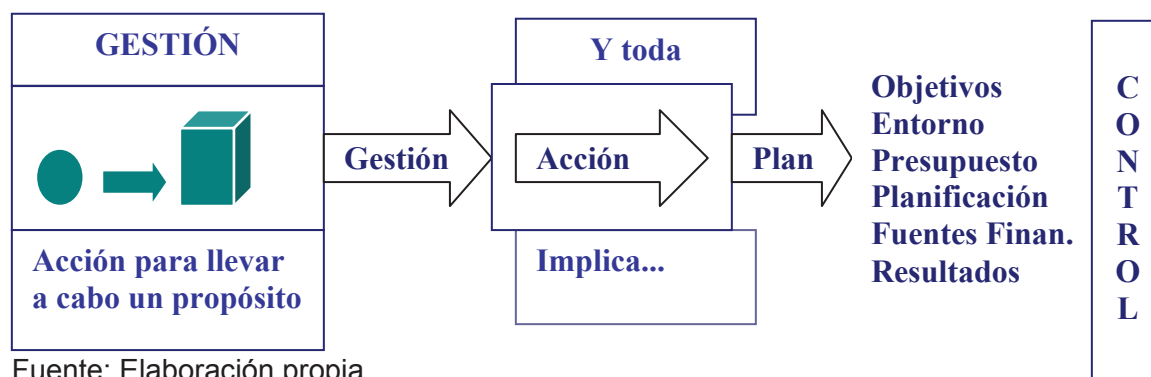 GESTIÓN
Acción para llevar
a cabo un propósito
Gestión
Y toda
Acción
Implica...
Plan
Objetivos
Entorno
Presupuesto
Planificación
Fuentes Finan.
Resultados
C
O
N
T
R
O
L
Fuente: Elaboración propia